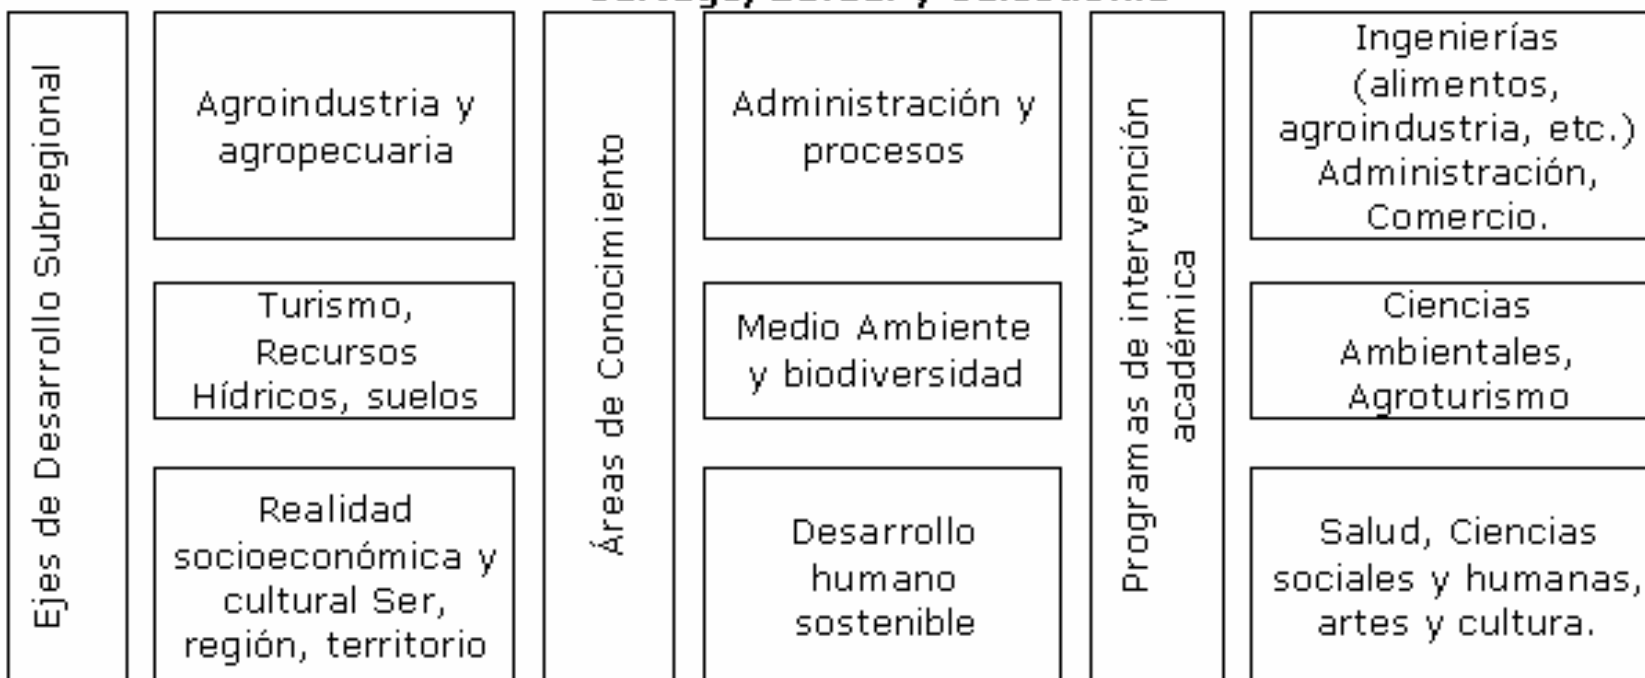 Ejes de Desarrollo Subregional
Agroindustria y
agropecuaria
Turismo,
Recursos
Hídricos, suelos
Realidad
socioeconómica y
cultural Ser,
región, territorio
Áreas de Conocimiento
Administración y
procesos
Medio Ambiente
y biodiversidad
Desarrollo
humano
sostenible
Programas de intervención
académica
Ingenierías
(alimentos,
agroindustria, etc.)
Administración,
Comercio.
Ciencias
Ambientales,
Agroturismo
Salud, Ciencias
sociales y humanas,
artes y cultura.